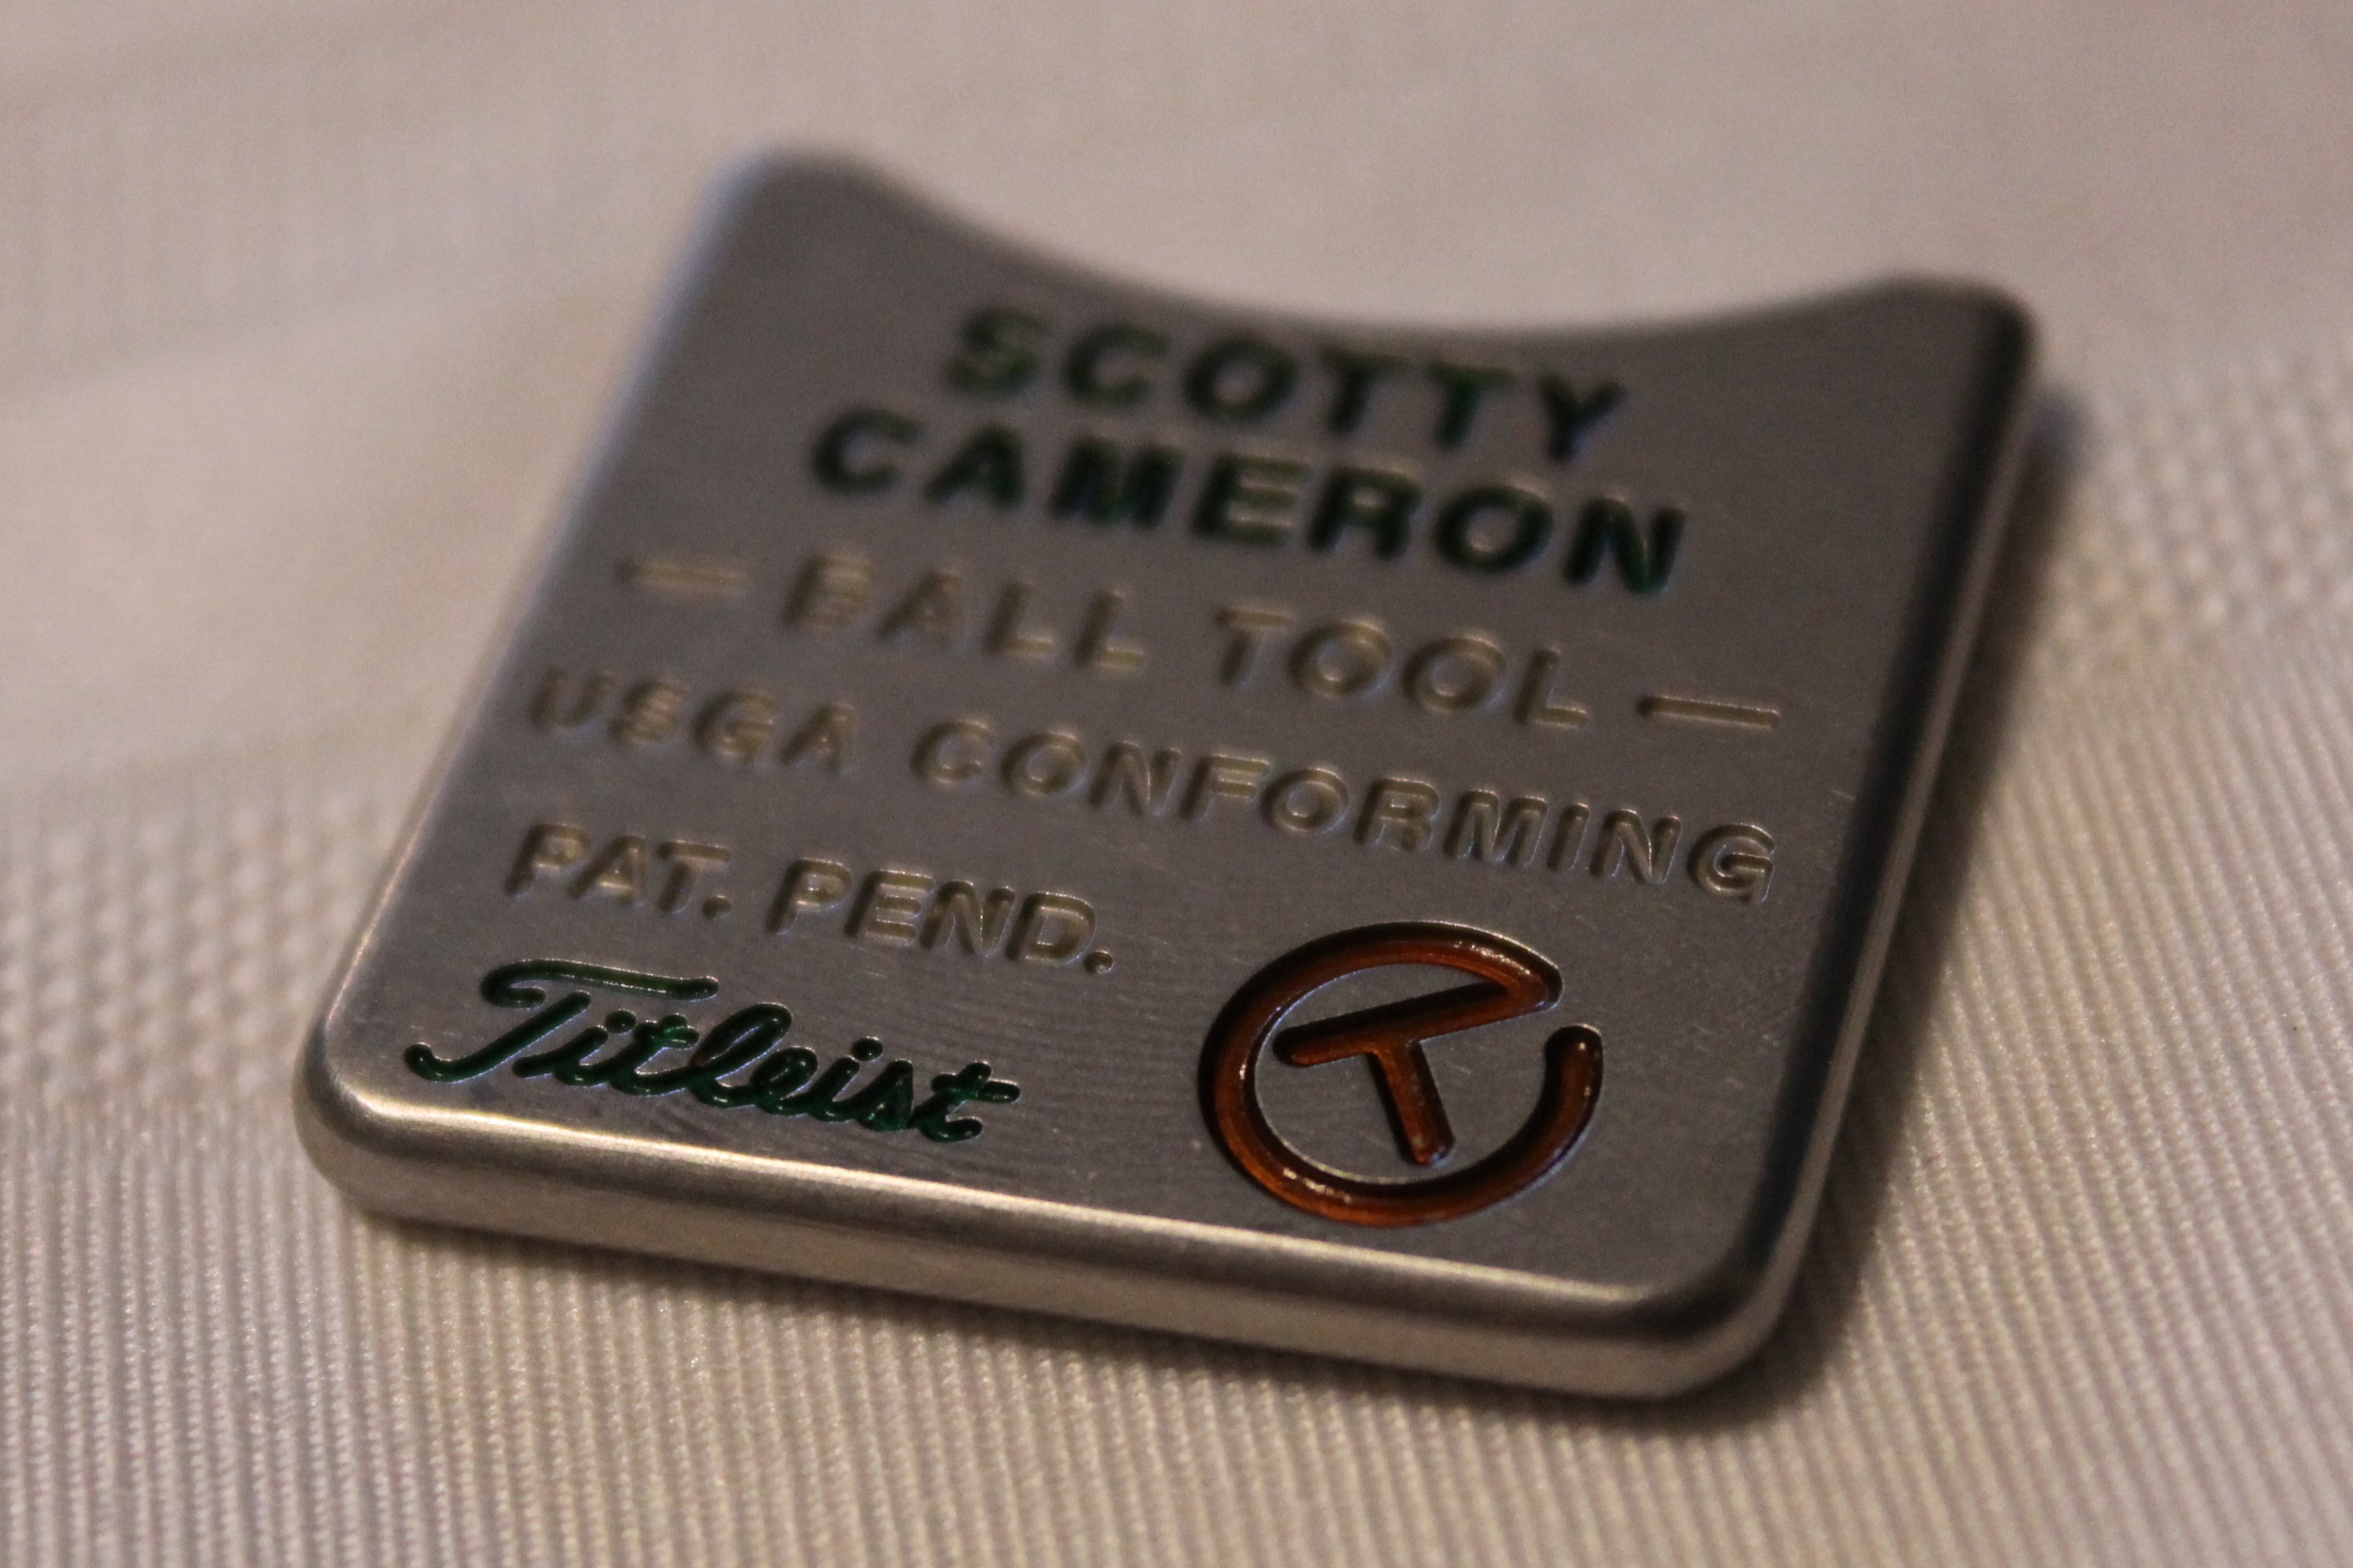 SCOTTY
CAMERON
— BALL TOOL —
USGA CONFORMING
PAT. PEND.
Titleist